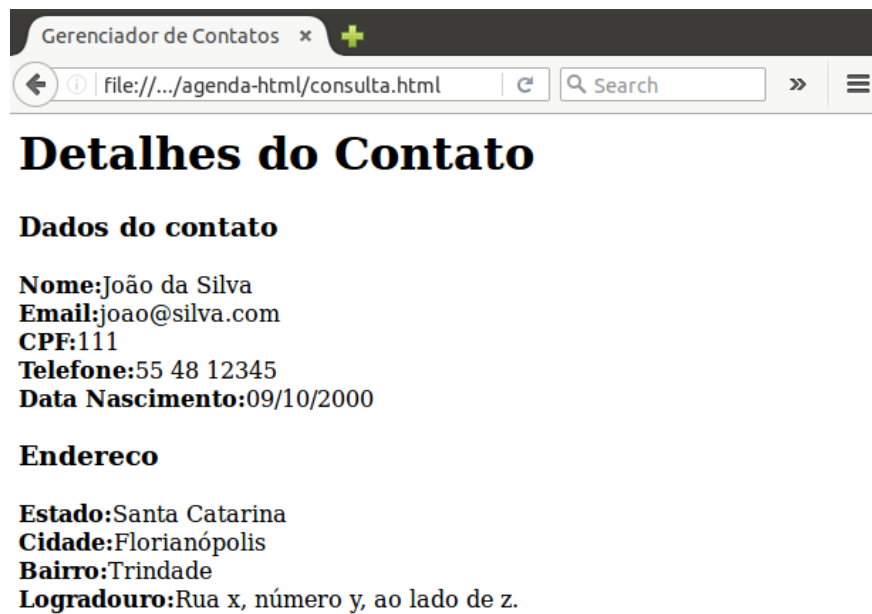 Gerenciador de Contatos
file://.../agenda-html/consulta.html
Search
Detalhes do Contato
Dados do contato
Nome:João da Silva
Email:joao@silva.com
CPF:111
Telefone:55 48 12345
Data Nascimento:09/10/2000
Endereco
Estado:Santa Catarina
Cidade:Florianópolis
Bairro:Trindade
Logradouro:Rua x, número y, ao lado de z.